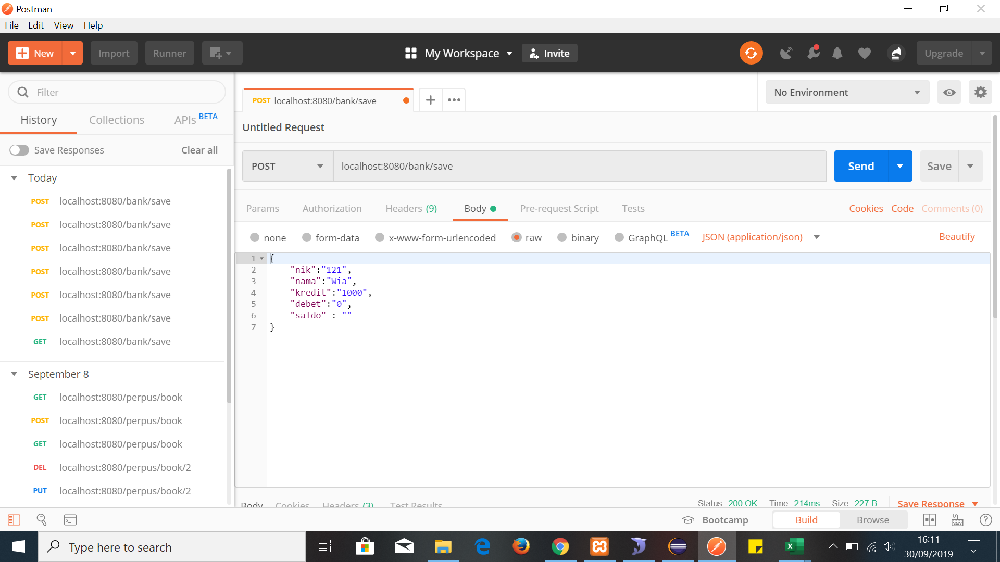 Postman
File Edit View Help
New Import Runner My Workspace Invite Upgrade
Filter
History Collections APIs BETA
Save Responses Clear all
Today
POST localhost:8080/bank/save
POST localhost:8080/bank/save
POST localhost:8080/bank/save
POST localhost:8080/bank/save
POST localhost:8080/bank/save
POST localhost:8080/bank/save
GET localhost:8080/bank/save
September 8
GET localhost:8080/perpus/book
POST localhost:8080/perpus/book
GET localhost:8080/perpus/book
DEL localhost:8080/perpus/book/2
PUT localhost:8080/perpus/book/2
POST localhost:8080/bank/save
No Environment
Untitled Request
POST localhost:8080/bank/save Send Save
Params Authorization Headers (9) Body Pre-request Script Tests Cookies Code Comments (0)
none form-data x-www-form-urlencoded raw binary GraphQL BETA JSON (application/json) Beautify
1 {
2 "nik":"121",
3 "nama":"Wia",
4 "kredit":"1000",
5 "debet":"0",
6 "saldo" : ""
7 }
Body Cookies Headers (3) Test Results Status: 200 OK Time: 214ms Size: 227 B Save Response
Bootcamp Build Browse
Type here to search
16:11
30/09/2019